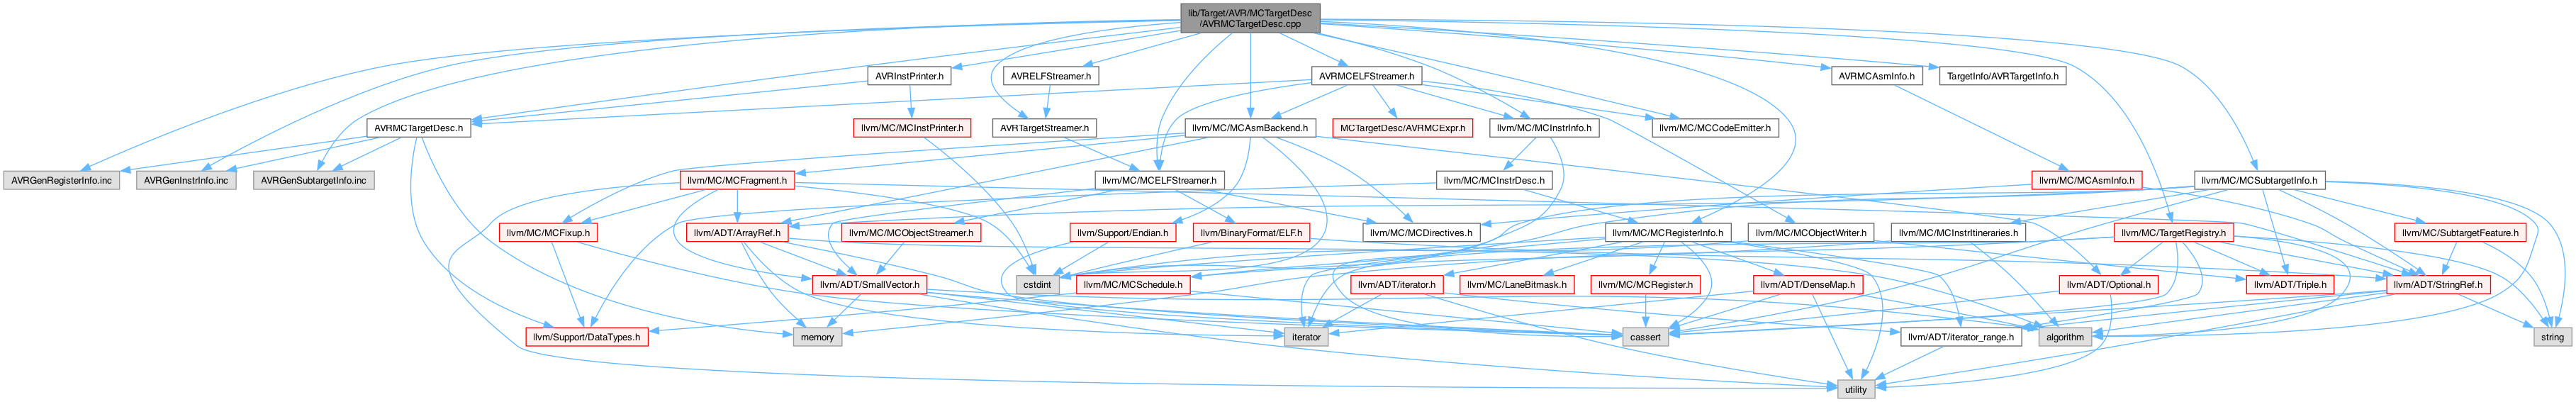 lib/Target/AVR/MCTargetDesc
/AVRMCTargetDesc.cpp
AVRInstPrinter.h
AVRELFStreamer.h
AVRMCELFStreamer.h
AVRMCAsmInfo.h
TargetInfo/AVRTargetInfo.h
AVRMCTargetDesc.h
llvm/MC/MCInstPrinter.h
AVRTargetStreamer.h
llvm/MC/MCAsmBackend.h
MCTargetDesc/AVRMCExpr.h
llvm/MC/MCInstrInfo.h
llvm/MC/MCCodeEmitter.h
AVRGenRegisterInfo.inc
AVRGenInstrInfo.inc
AVRGenSubtargetInfo.inc
llvm/MC/MCFragment.h
llvm/MC/MCELFStreamer.h
llvm/MC/MCInstrDesc.h
llvm/MC/MCAsmInfo.h
llvm/MC/MCSubtargetInfo.h
llvm/MC/MCFixup.h
llvm/ADT/ArrayRef.h
llvm/MC/MCObjectStreamer.h
llvm/Support/Endian.h
llvm/BinaryFormat/ELF.h
llvm/MC/MCDirectives.h
llvm/MC/MCRegisterInfo.h
llvm/MC/MCObjectWriter.h
llvm/MC/MCInstrItineraries.h
llvm/MC/TargetRegistry.h
llvm/MC/SubtargetFeature.h
llvm/ADT/SmallVector.h
cstdint
llvm/MC/MCSchedule.h
llvm/ADT/iterator.h
llvm/MC/LaneBitmask.h
llvm/MC/MCRegister.h
llvm/ADT/DenseMap.h
llvm/ADT/Optional.h
llvm/ADT/Triple.h
llvm/ADT/StringRef.h
llvm/Support/DataTypes.h
memory
iterator
cassert
llvm/ADT/iterator_range.h
algorithm
string
utility